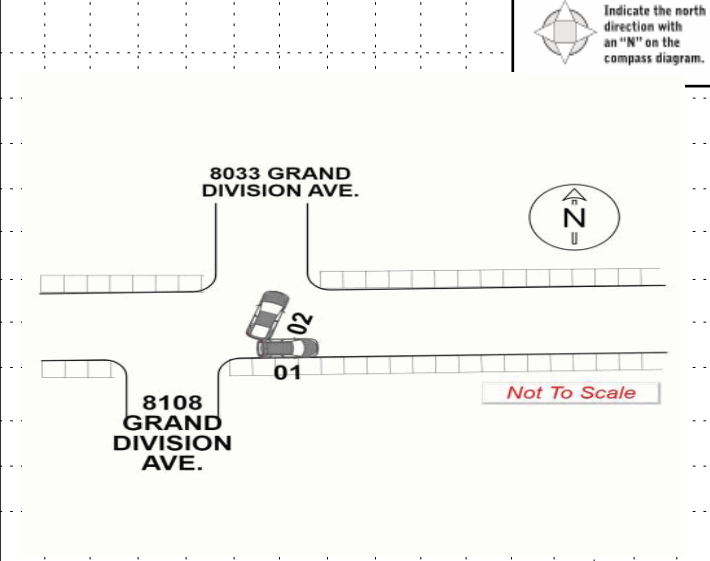 Indicate the north
direction with
an “N” on the
compass diagram.
8033 GRAND
DIVISION AVE.
N
02
01
Not To Scale
8108
GRAND
DIVISION
AVE.